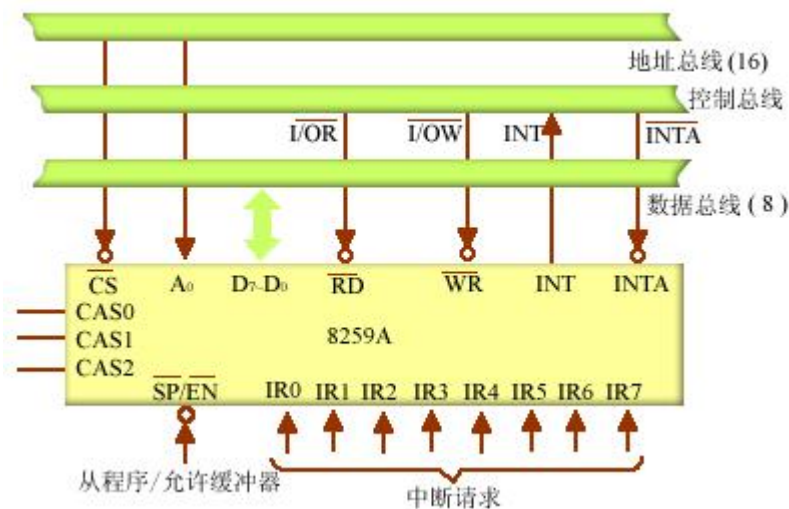 地址总线(16)
控制总线
I/OR I/OW INT INTA
数据总线(8)
CS A0 D7~D0 RD WR INT INTA
CAS0
CAS1
CAS2
8259A
SP/EN IR0 IR1 IR2 IR3 IR4 IR5 IR6 IR7
从程序/允许缓冲器
中断请求